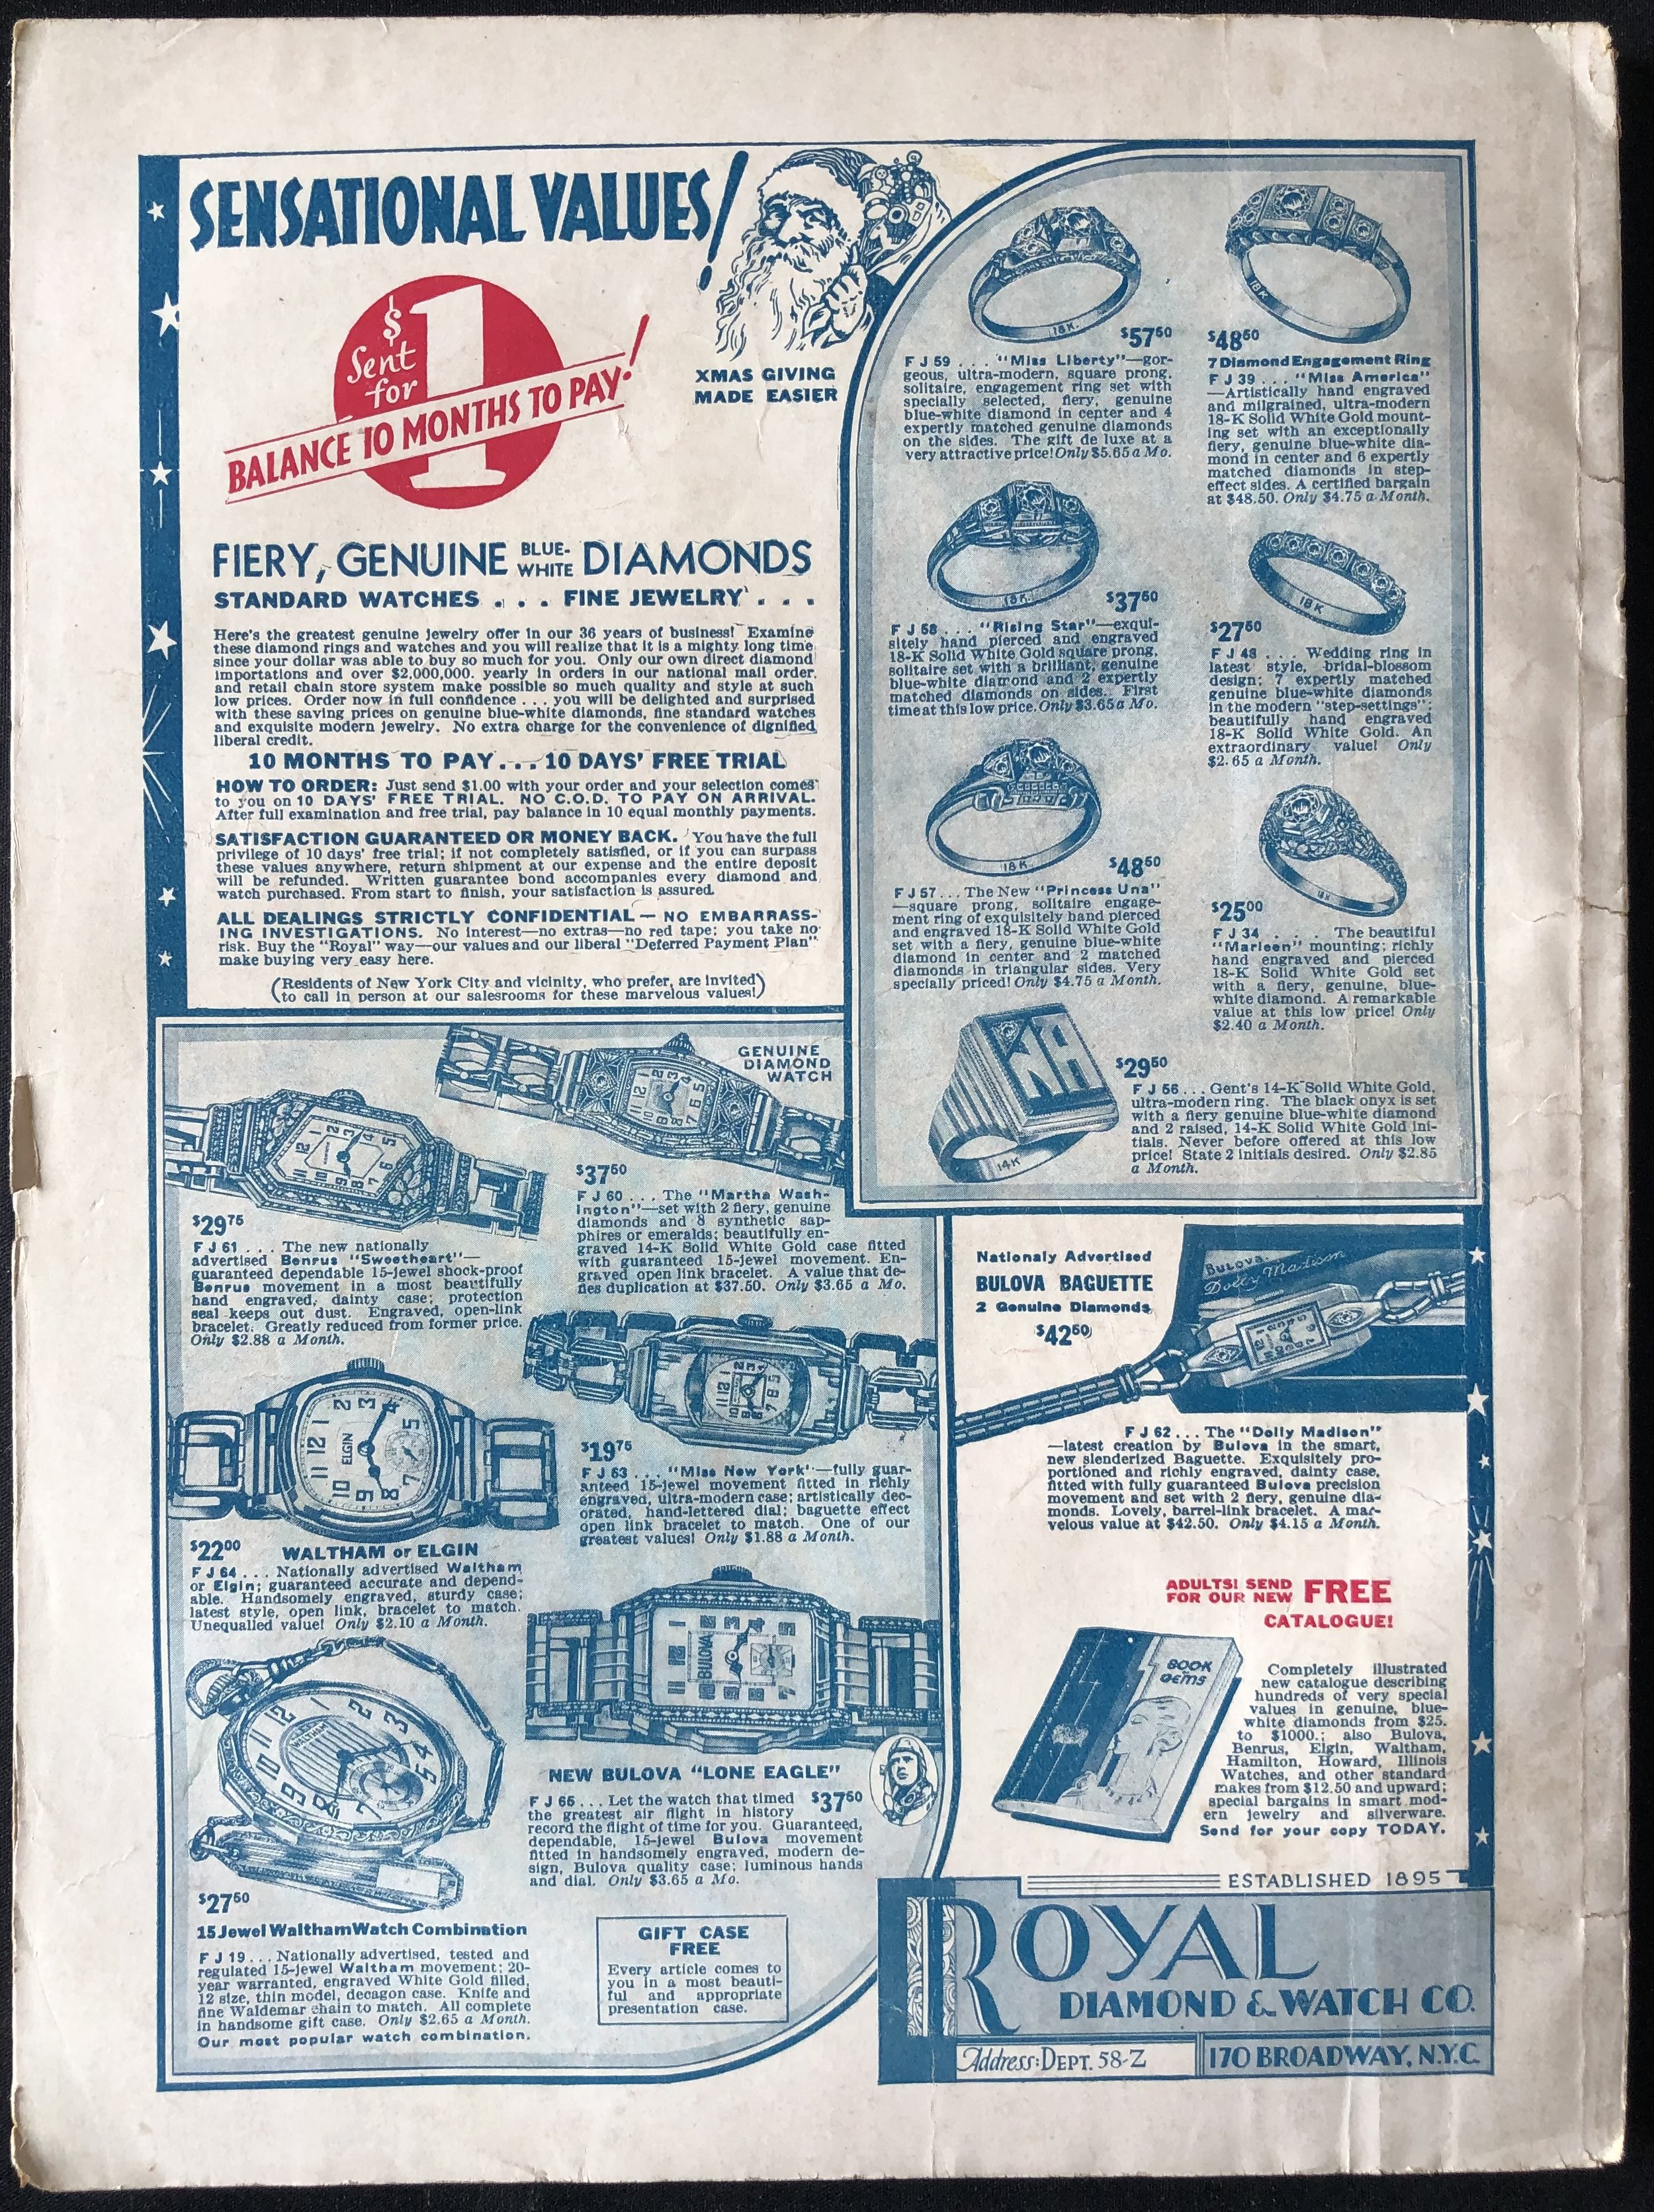 SENSATIONAL VALUES!
$1
Sent
for
BALANCE 10 MONTHS TO PAY!
XMAS GIVING
MADE EASIER
FIERY, GENUINE BLUE-WHITE DIAMONDS
STANDARD WATCHES . . . FINE JEWELRY . . .
Here's the greatest genuine jewelry offer in our 36 years of business! Examine
these diamond rings and watches and you will realize that it is a mighty long time
since your dollar was able to buy so much for you. Only our own direct diamond
importations and over $2,000,000. yearly in orders in our national mail order,
and retail chain store system make possible so much quality and style at such
low prices. Order now in full confidence . . . you will be delighted and surprised
with these saving prices on genuine blue-white diamonds, fine standard watches
and exquisite modern jewelry. No extra charge for the convenience of dignified
liberal credit.
10 MONTHS TO PAY... 10 DAYS' FREE TRIAL
HOW TO ORDER: Just send $1.00 with your order and your selection comes
to you on 10 DAYS' FREE TRIAL. NO C.O.D. TO PAY ON ARRIVAL.
After full examination and free trial, pay balance in 10 equal monthly payments.
SATISFACTION GUARANTEED OR MONEY BACK. You have the full
privilege of 10 days' free trial; if not completely satisfied, or if you can surpass
these values anywhere, return shipment at our expense and the entire deposit
will be refunded. Written guarantee bond accompanies every diamond and
watch purchased. From start to finish, your satisfaction is assured.
ALL DEALINGS STRICTLY CONFIDENTIAL — NO EMBARRASS-
ING INVESTIGATIONS. No interest—no extras—no red tape; you take no
risk. Buy the "Royal" way—our values and our liberal "Deferred Payment Plan"
make buying very easy here.
(Residents of New York City and vicinity, who prefer, are invited)
(to call in person at our salesrooms for these marvelous values!)
18K
$57.50
F J 59 . . . "Miss Liberty"—gor-
geous, ultra-modern, square prong,
solitaire, engagement ring set with
specially selected, fiery, genuine
blue-white diamond in center and 4
expertly matched genuine diamonds
on the sides. The gift de luxe at a
very attractive price! Only $5.65 a Mo.
18K
$48.50
7 Diamond Engagement Ring
F J 39 . . . "Miss America"
—Artistically hand engraved
and milgrained, ultra-modern
18-K Solid White Gold mount-
ing set with an exceptionally
fiery, genuine blue-white dia-
mond in center and 6 expertly
matched diamonds in step-
effect sides. A certified bargain
at $48.50. Only $4.75 a Month.
18K
$37.50
F J 58 . . . "Rising Star"—exqui-
sitely hand pierced and engraved
18-K Solid White Gold square prong,
solitaire set with a brilliant, genuine
blue-white diamond and 2 expertly
matched diamonds on sides. First
time at this low price. Only $3.65 a Mo.
18K
$27.50
F J 48 . . . Wedding ring in
latest style, bridal-blossom
design; 7 expertly matched
genuine blue-white diamonds
in the modern "step-settings";
beautifully hand engraved
18-K Solid White Gold. An
extraordinary value! Only
$2.65 a Month.
18K
$48.50
F J 57 . . . The New "Princess Una"
—square prong, solitaire engage-
ment ring of exquisitely hand pierced
and engraved 18-K Solid White Gold
set with a fiery, genuine blue-white
diamond in center and 2 matched
diamonds in triangular sides. Very
specially priced! Only $4.75 a Month.
18K
$25.00
F J 34 . . . The beautiful
"Marleen" mounting; richly
hand engraved and pierced
18-K Solid White Gold set
with a fiery, genuine, blue-
white diamond. A remarkable
value at this low price! Only
$2.40 a Month.
NA
14K
$29.50
F J 56 . . . Gent's 14-K Solid White Gold,
ultra-modern ring. The black onyx is set
with a fiery genuine blue-white diamond
and 2 raised, 14-K Solid White Gold ini-
tials. Never before offered at this low
price! State 2 initials desired. Only $2.85
a Month.
GENUINE
DIAMOND
WATCH
$29.75
F J 61 . . . The new nationally
advertised Benrus "Sweetheart"—
guaranteed dependable 15-jewel shock-proof
Benrus movement in a most beautifully
hand engraved, dainty case; protection
seal keeps out dust. Engraved, open-link
bracelet. Greatly reduced from former price.
Only $2.88 a Month.
$37.50
F J 60 . . . The "Martha Wash-
ington"—set with 2 fiery, genuine
diamonds and 8 synthetic sap-
phires or emeralds; beautifully en-
graved 14-K Solid White Gold case fitted
with guaranteed 15-jewel movement. En-
graved open link bracelet. A value that de-
fies duplication at $37.50. Only $3.65 a Mo.
ELGIN
$22.00 WALTHAM or ELGIN
F J 64 . . . Nationally advertised Waltham
or Elgin; guaranteed accurate and depend-
able. Handsomely engraved, sturdy case;
latest style, open link, bracelet to match.
Unequalled value! Only $2.10 a Month.
$19.75
F J 63 . . . "Miss New York"—fully guar-
anteed 15-jewel movement fitted in richly
engraved, ultra-modern case; artistically dec-
orated, hand-lettered dial; baguette effect
open link bracelet to match. One of our
greatest values! Only $1.88 a Month.
WALTHAM
$27.50
15 Jewel Waltham Watch Combination
F J 19 . . . Nationally advertised, tested and
regulated 15-jewel Waltham movement; 20-
year warranted, engraved White Gold filled,
12 size, thin model, decagon case. Knife and
fine Waldemar chain to match. All complete
in handsome gift case. Only $2.65 a Month.
Our most popular watch combination.
BULOVA
NEW BULOVA "LONE EAGLE"
$37.50
F J 65 . . . Let the watch that timed
the greatest air flight in history
record the flight of time for you. Guaranteed,
dependable, 15-jewel Bulova movement
fitted in handsomely engraved, modern de-
sign, Bulova quality case; luminous hands
and dial. Only $3.65 a Mo.
GIFT CASE
FREE
Every article comes to
you in a most beauti-
ful and appropriate
presentation case.
Nationaly Advertised
BULOVA BAGUETTE
2 Genuine Diamonds
$42.50
BULOVA
Dolly Madison
F J 62 . . . The "Dolly Madison"
—latest creation by Bulova in the smart,
new slenderized Baguette. Exquisitely pro-
portioned and richly engraved, dainty case,
fitted with fully guaranteed Bulova precision
movement and set with 2 fiery, genuine dia-
monds. Lovely, barrel-link bracelet. A mar-
velous value at $42.50. Only $4.15 a Month.
ADULTS! SEND
FOR OUR NEW FREE
CATALOGUE!
BOOK
OF
GEMS
Completely illustrated
new catalogue describing
hundreds of very special
values in genuine, blue-
white diamonds from $25.
to $1000.; also Bulova,
Benrus, Elgin, Waltham,
Hamilton, Howard, Illinois
Watches, and other standard
makes from $12.50 and upward;
special bargains in smart mod-
ern jewelry and silverware.
Send for your copy TODAY.
ESTABLISHED 1895
ROYAL
DIAMOND & WATCH CO.
Address: DEPT. 58-Z
170 BROADWAY, N.Y.C.